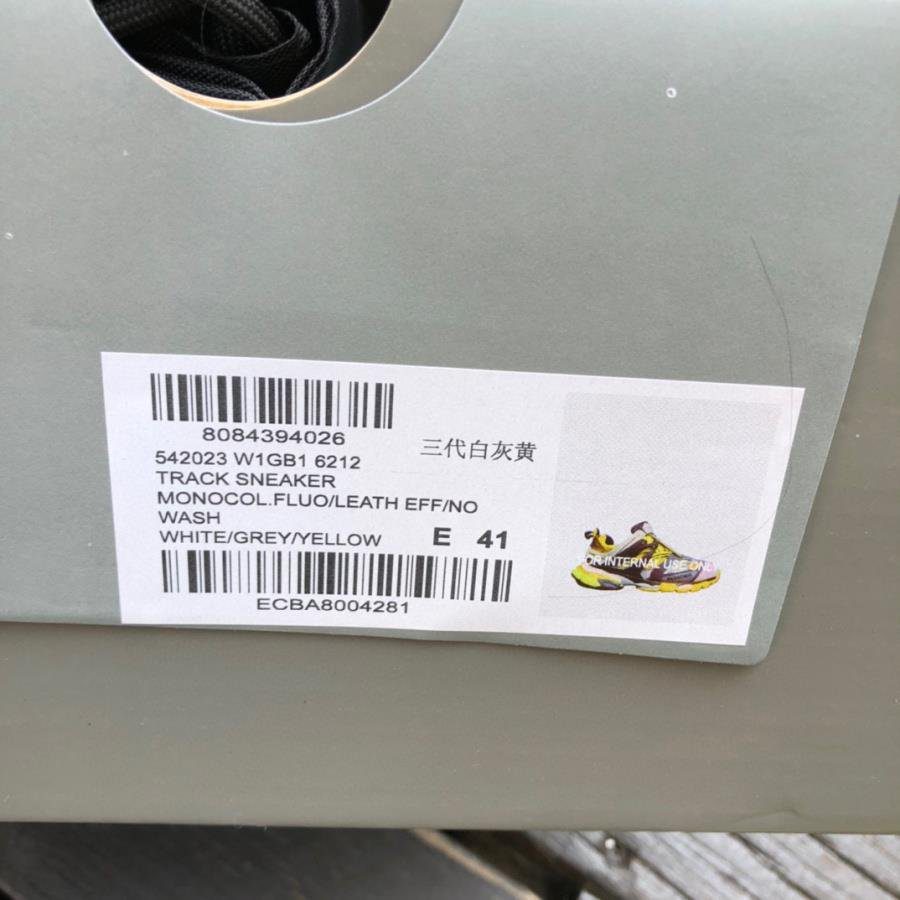 8084394026
542023 W1GB1 6212
三代白灰黄
TRACK SNEAKER
MONOCOL.FLUO/LEATH EFF/NO
WASH
WHITE/GREY/YELLOW E 41
ECBA8004281
FOR INTERNAL USE ONLY